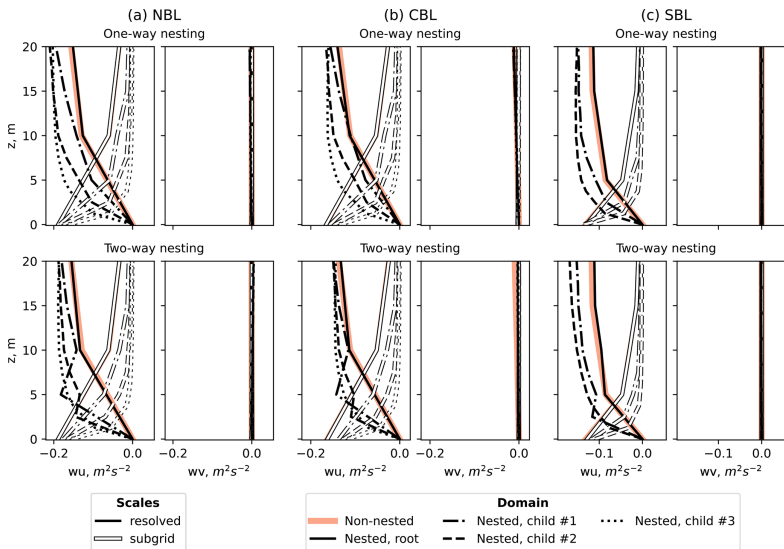 (a) NBL (b) CBL (c) SBL
One-way nesting One-way nesting One-way nesting
20
15
10
5
0
z, m
Two-way nesting Two-way nesting Two-way nesting
20
15
10
5
0
z, m
−0.2 0.0 −0.2 0.0 −0.2 0.0 −0.2 0.0 −0.1 0.0 −0.1 0.0
wu, m²s⁻² wv, m²s⁻² wu, m²s⁻² wv, m²s⁻² wu, m²s⁻² wv, m²s⁻²
Scales
resolved
subgrid
Domain
Non-nested Nested, child #1 Nested, child #3
Nested, root Nested, child #2